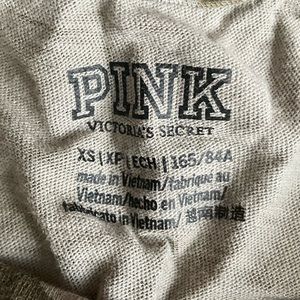 PINK
VICTORIA'S SECRET
XS | XP | ECH | 165/84A
made in Vietnam/fabriqué au
Vietnam/hecho en Vietnam/
fabbricato in Vietnam/ 越南制造